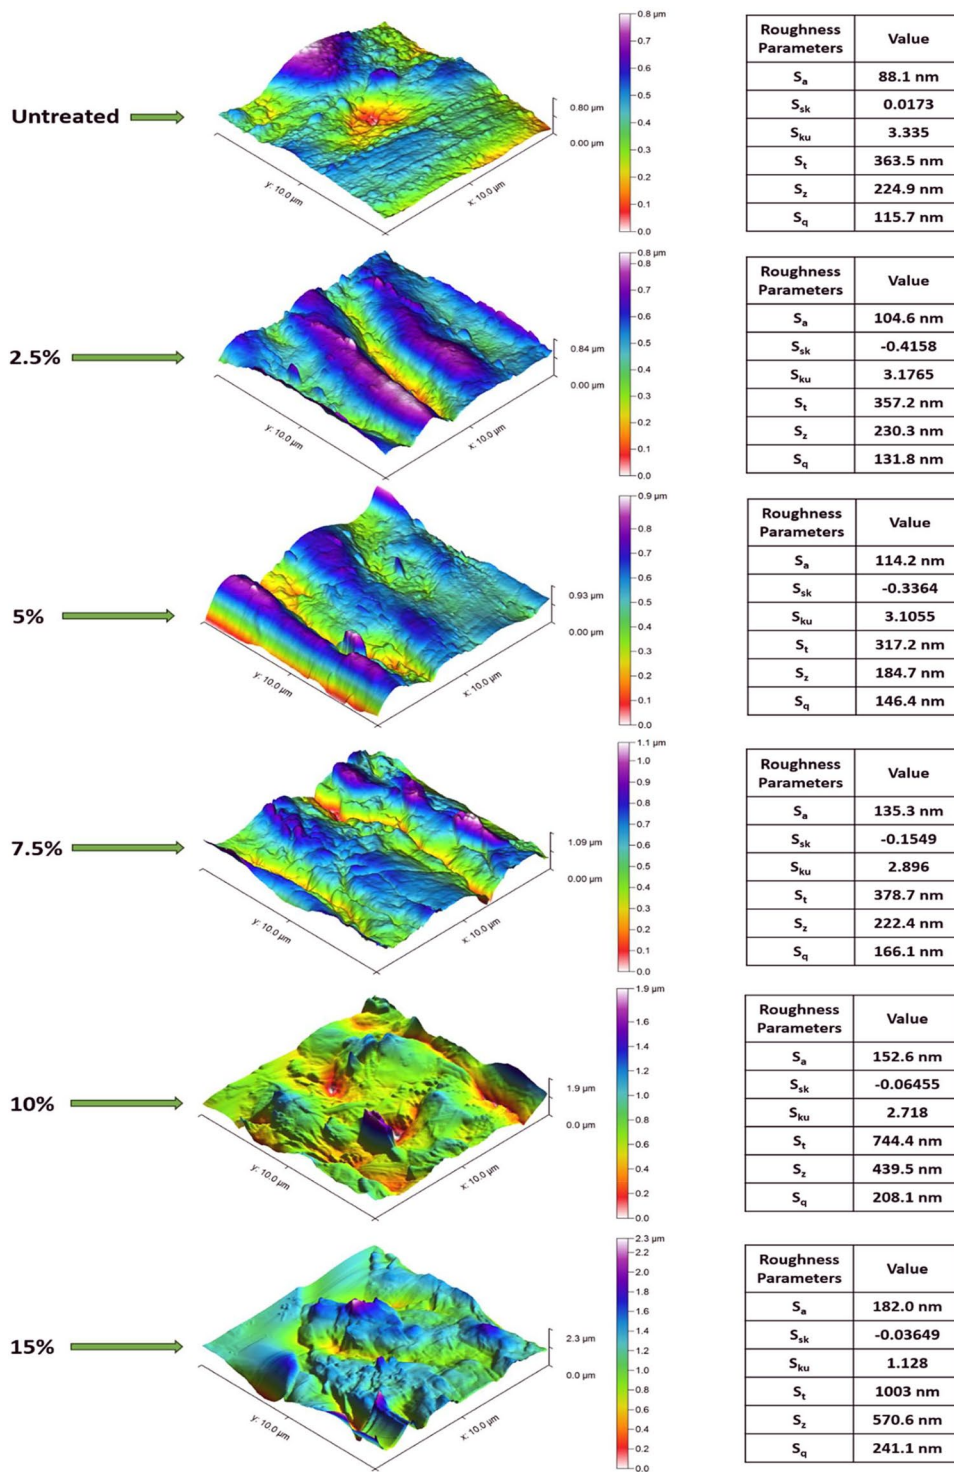 Untreated
0.8 µm
0.7
0.6
0.5
0.4
0.3
0.2
0.1
0.0
0.80 µm
0.00 µm
y: 10.0 µm
x: 10.0 µm
Roughness Parameters Value
Sa 88.1 nm
Ssk 0.0173
Sku 3.335
St 363.5 nm
Sz 224.9 nm
Sq 115.7 nm
2.5%
0.8 µm
0.8
0.7
0.6
0.5
0.4
0.3
0.2
0.1
0.0
0.84 µm
0.00 µm
y: 10.0 µm
x: 10.0 µm
Roughness Parameters Value
Sa 104.6 nm
Ssk -0.4158
Sku 3.1765
St 357.2 nm
Sz 230.3 nm
Sq 131.8 nm
5%
0.9 µm
0.8
0.7
0.6
0.5
0.4
0.3
0.2
0.1
0.0
0.93 µm
0.00 µm
y: 10.0 µm
x: 10.0 µm
Roughness Parameters Value
Sa 114.2 nm
Ssk -0.3364
Sku 3.1055
St 317.2 nm
Sz 184.7 nm
Sq 146.4 nm
7.5%
1.1 µm
1.0
0.9
0.8
0.7
0.6
0.5
0.4
0.3
0.2
0.1
0.0
1.09 µm
0.00 µm
y: 10.0 µm
x: 10.0 µm
Roughness Parameters Value
Sa 135.3 nm
Ssk -0.1549
Sku 2.896
St 378.7 nm
Sz 222.4 nm
Sq 166.1 nm
10%
1.9 µm
1.6
1.4
1.2
1.0
0.8
0.6
0.4
0.2
0.0
1.9 µm
0.0 µm
y: 10.0 µm
x: 10.0 µm
Roughness Parameters Value
Sa 152.6 nm
Ssk -0.06455
Sku 2.718
St 744.4 nm
Sz 439.5 nm
Sq 208.1 nm
15%
2.3 µm
2.2
2.0
1.8
1.6
1.4
1.2
1.0
0.8
0.6
0.4
0.2
0.0
2.3 µm
0.0 µm
y: 10.0 µm
x: 10.0 µm
Roughness Parameters Value
Sa 182.0 nm
Ssk -0.03649
Sku 1.128
St 1003 nm
Sz 570.6 nm
Sq 241.1 nm